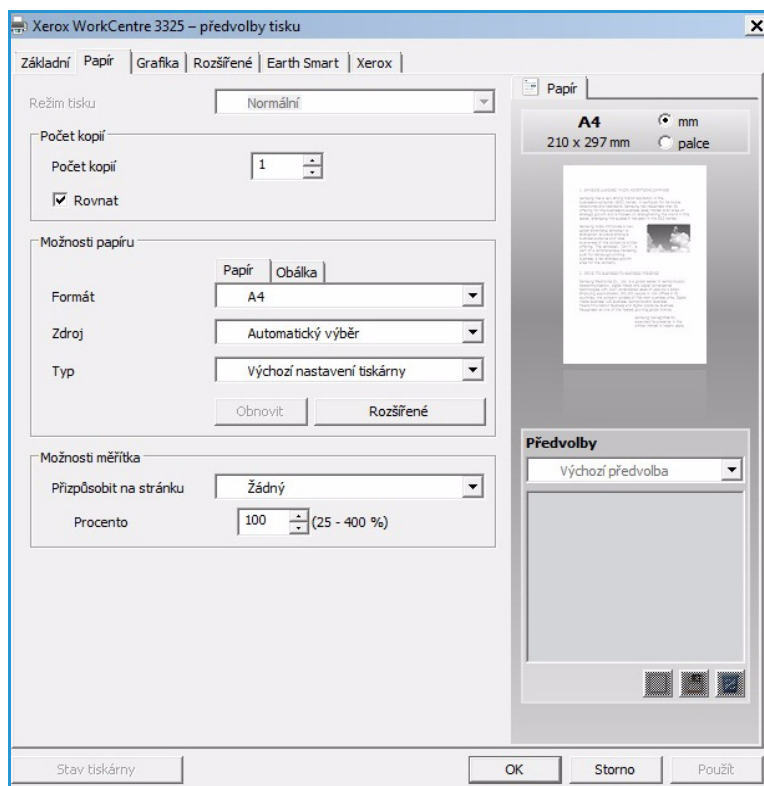 Xerox WorkCentre 3325 – předvolby tisku
Základní Papír Grafika Rozšířené Earth Smart Xerox
Režim tisku Normální
Počet kopií
Počet kopií 1
Rovnat
Možnosti papíru
Papír Obálka
Formát A4
Zdroj Automatický výběr
Typ Výchozí nastavení tiskárny
Obnovit Rozšířené
Možnosti měřítka
Přizpůsobit na stránku Žádný
Procento 100 (25 - 400 %)
Papír
A4 mm
210 x 297 mm palce
Předvolby
Výchozí předvolba
Stav tiskárny OK Storno Použít